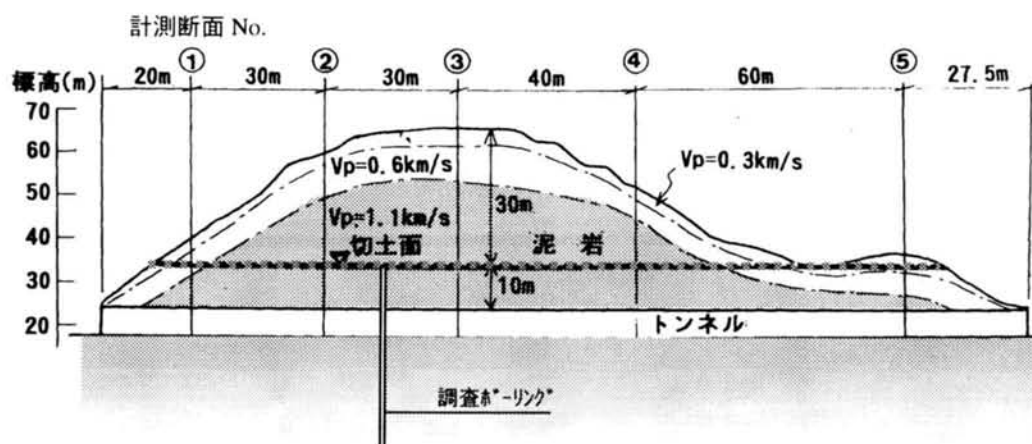 計測断面 No.
① ② ③ ④ ⑤
標高(m) 20m 30m 30m 40m 60m 27.5m
70
60
50
40
30
20
Vp=0.6km/s
Vp=0.3km/s
Vp=1.1km/s
30m
切土面 泥岩
10m
トンネル
調査ﾎﾞｰﾘﾝｸﾞ